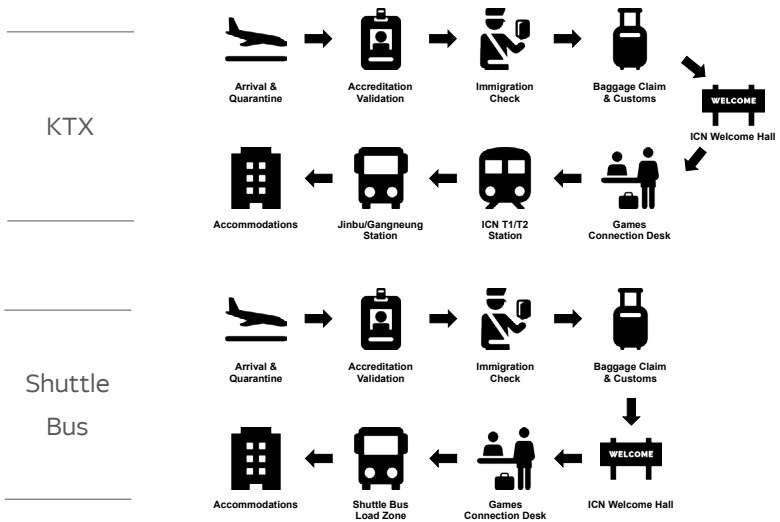 KTX
Arrival &
Quarantine
Accreditation
Validation
Immigration
Check
Baggage Claim
& Customs
WELCOME
ICN Welcome Hall
Accommodations
Jinbu/Gangneung
Station
ICN T1/T2
Station
Games
Connection Desk
Shuttle
Bus
Arrival &
Quarantine
Accreditation
Validation
Immigration
Check
Baggage Claim
& Customs
Accommodations
Shuttle Bus
Load Zone
Games
Connection Desk
WELCOME
ICN Welcome Hall